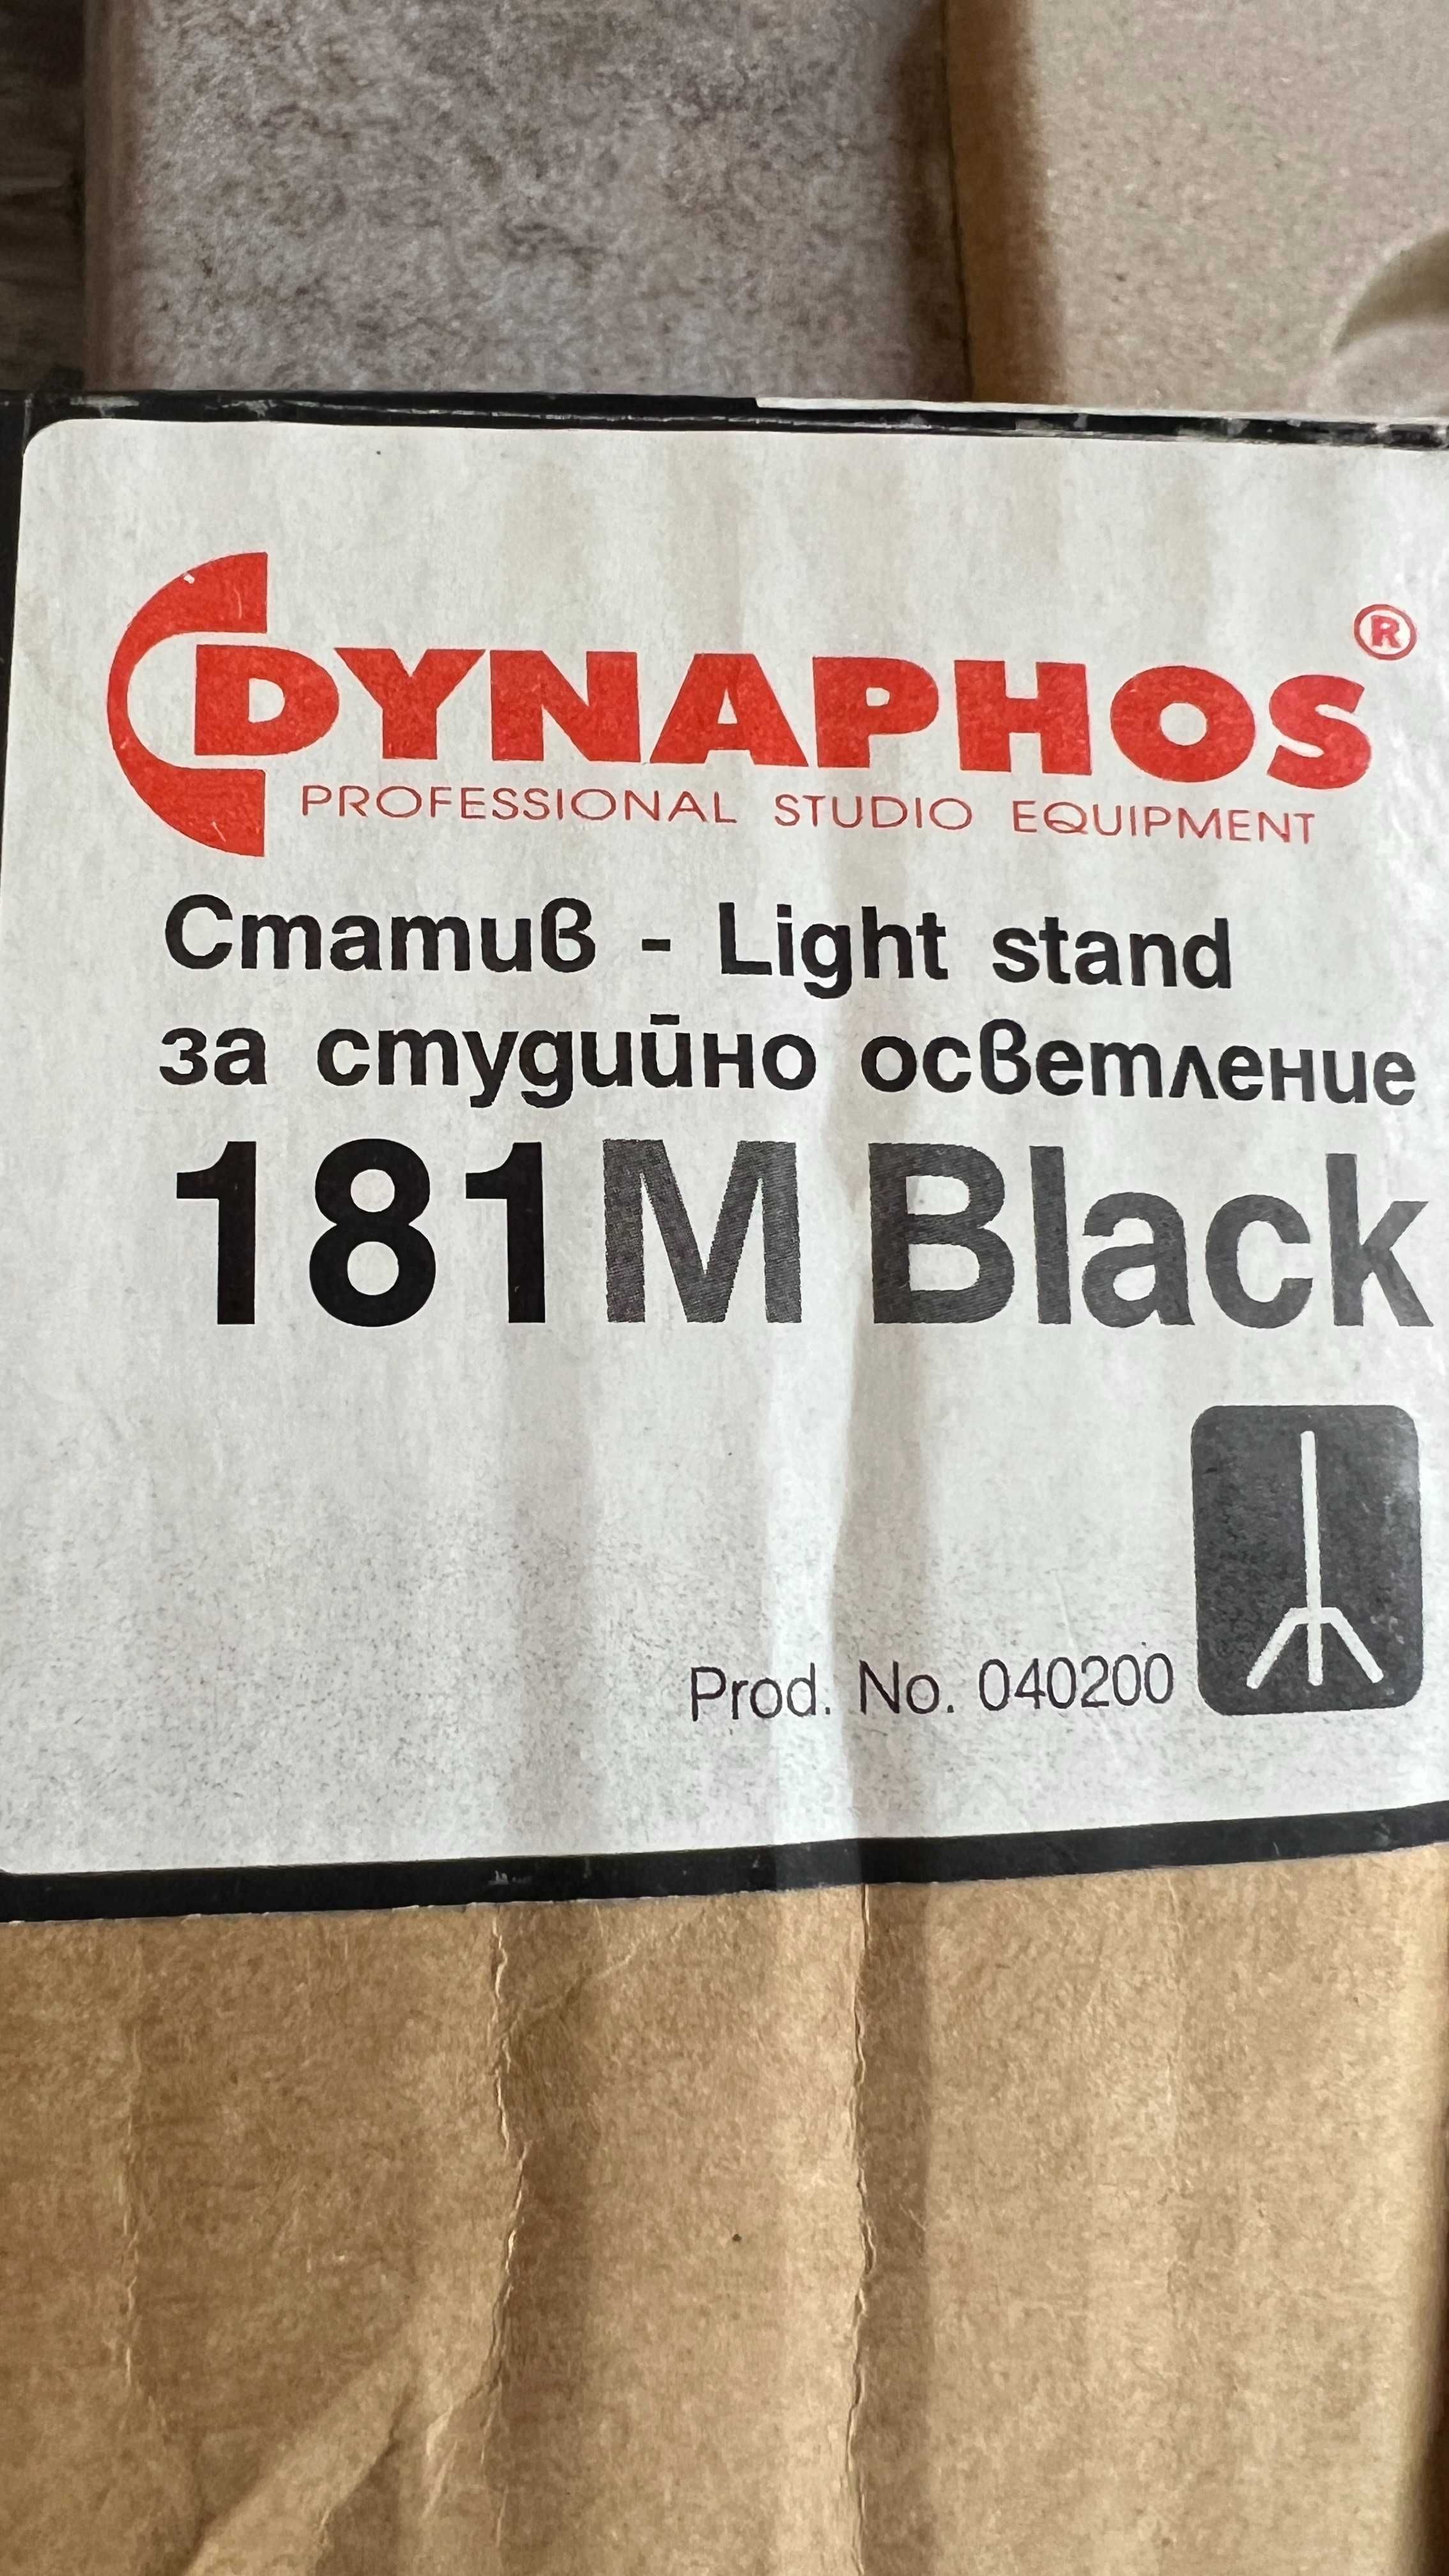 DYNAPHOS®
PROFESSIONAL STUDIO EQUIPMENT
Статив - Light stand
за студийно осветление
181M Black
Prod. No. 040200